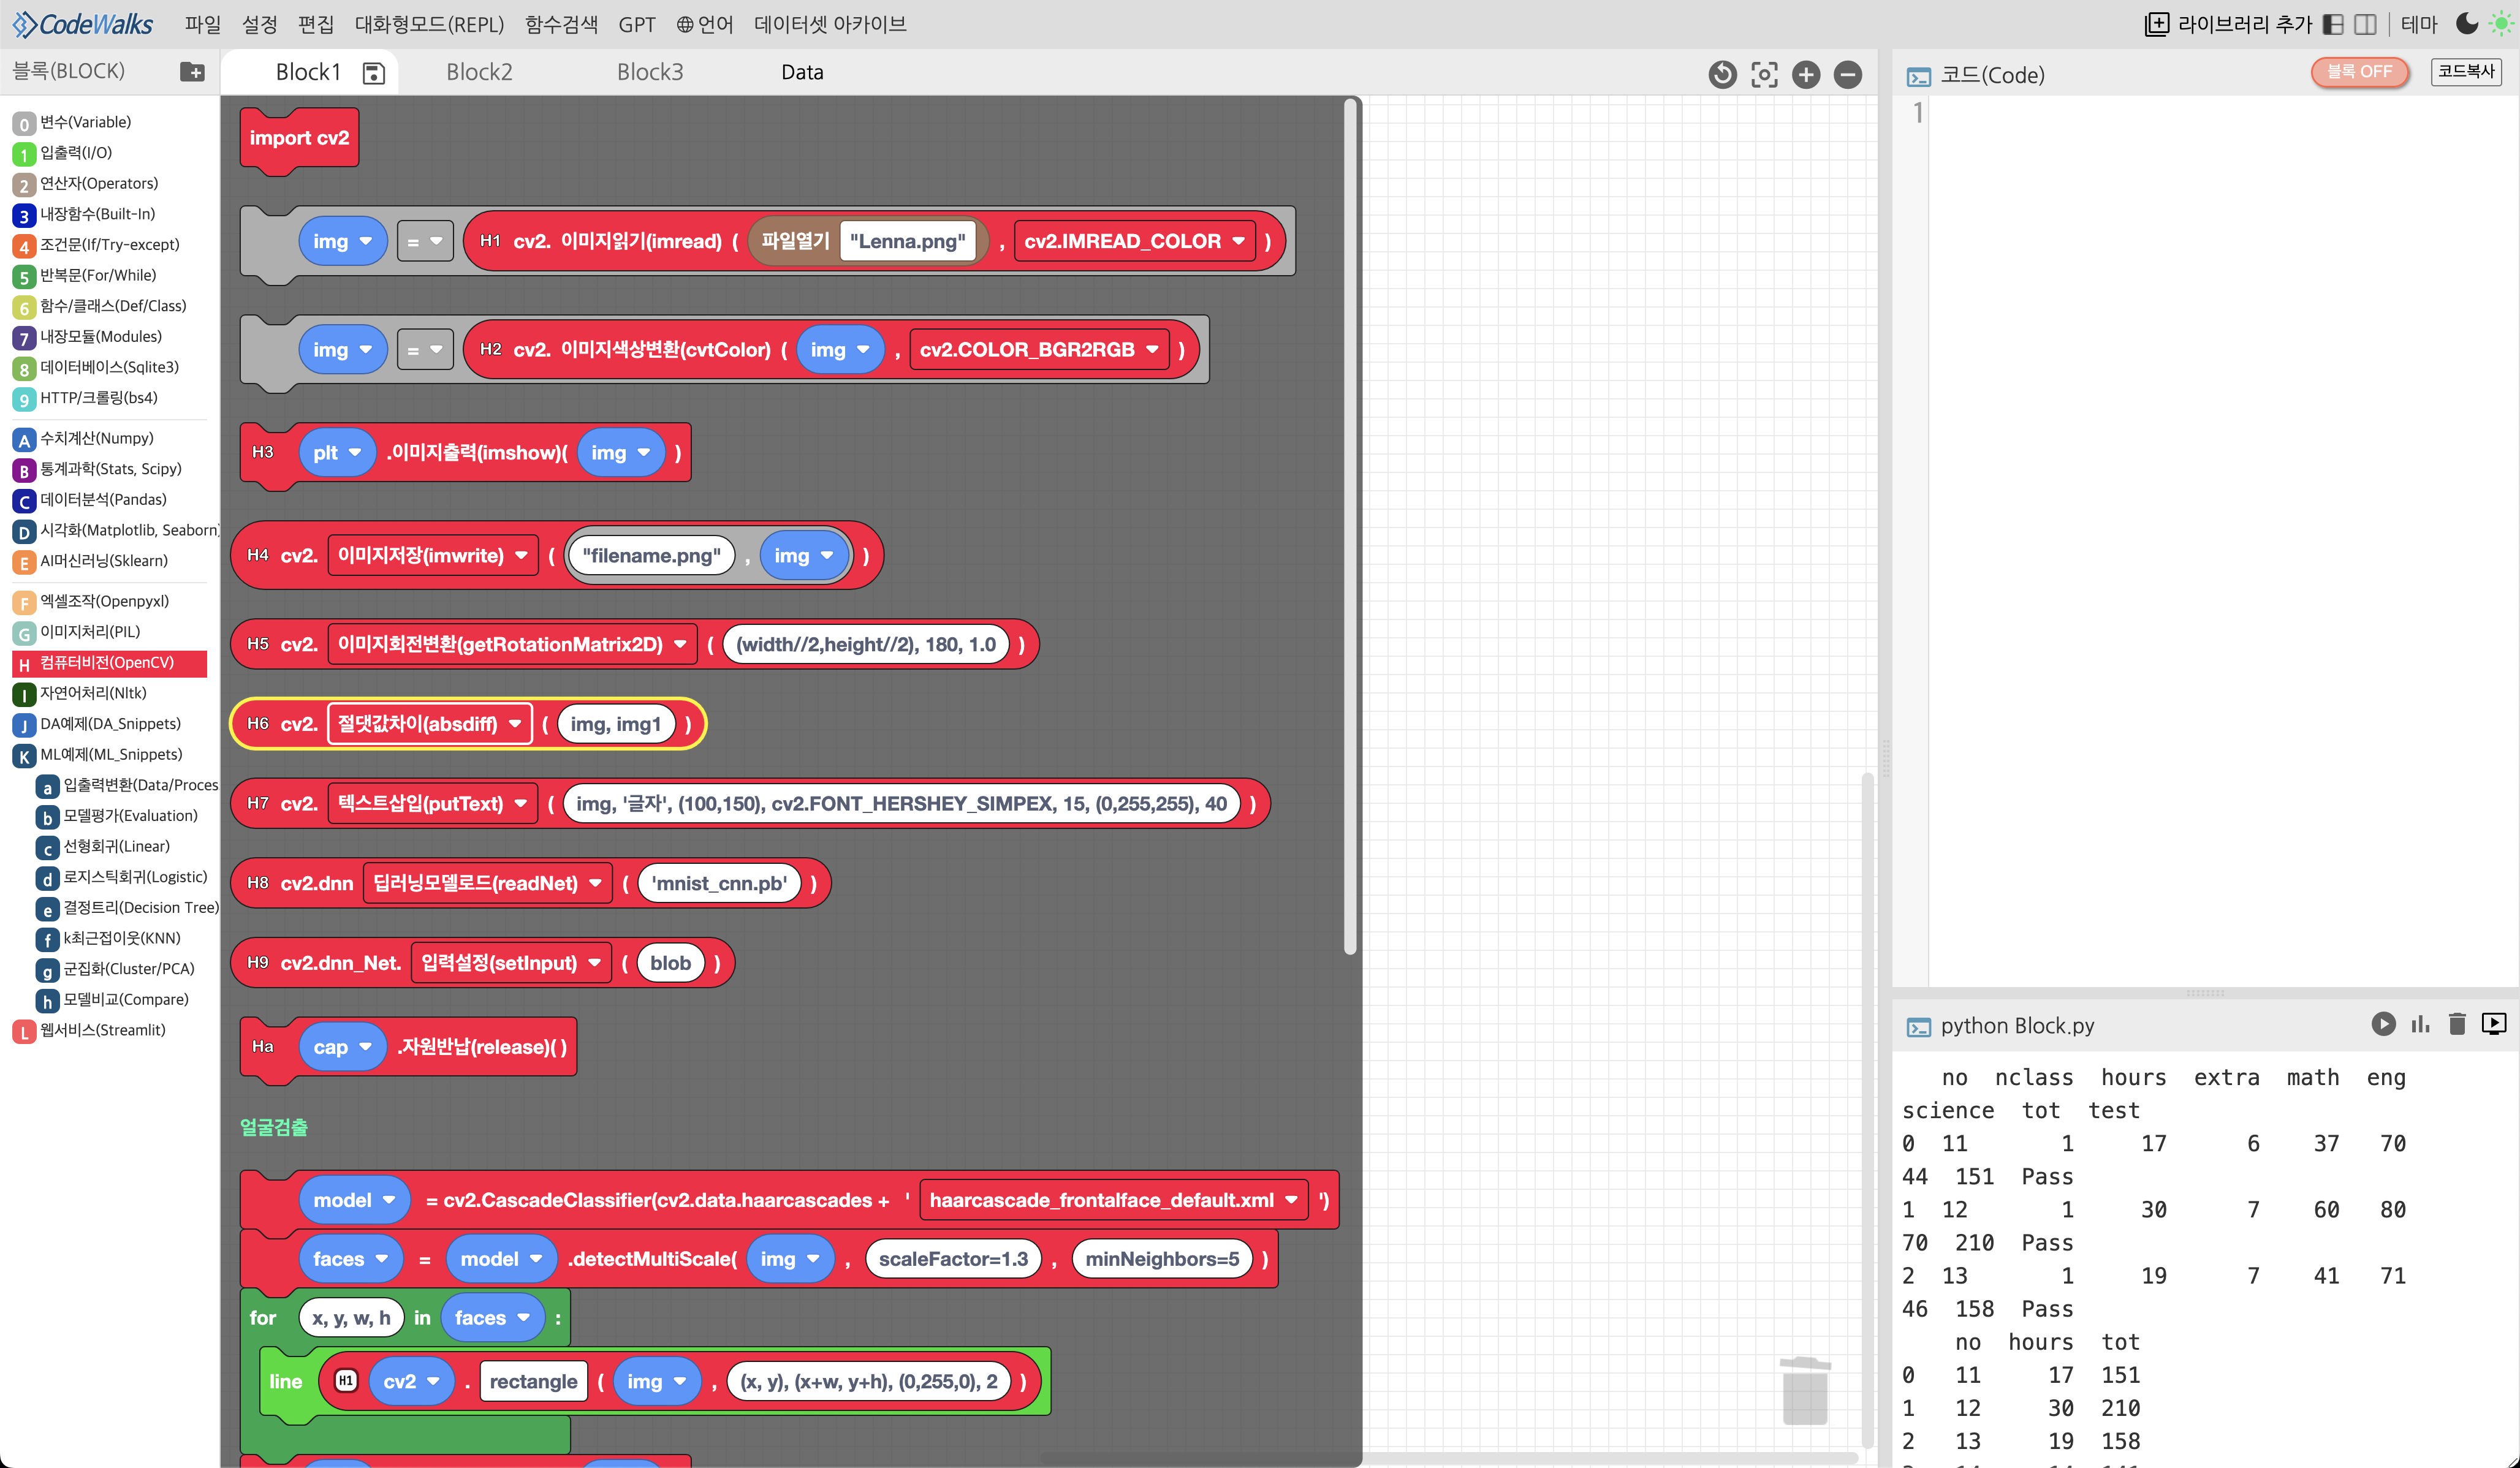 CodeWalks 파일 설정 편집 대화형모드(REPL) 함수검색 GPT 언어 데이터셋 아카이브 라이브러리 추가 테마
블록(BLOCK)
Block1 Block2 Block3 Data
코드(Code) 블록 OFF 코드복사
1
0 변수(Variable)
1 입출력(I/O)
2 연산자(Operators)
3 내장함수(Built-In)
4 조건문(If/Try-except)
5 반복문(For/While)
6 함수/클래스(Def/Class)
7 내장모듈(Modules)
8 데이터베이스(Sqlite3)
9 HTTP/크롤링(bs4)
A 수치계산(Numpy)
B 통계과학(Stats, Scipy)
C 데이터분석(Pandas)
D 시각화(Matplotlib, Seaborn)
E AI머신러닝(Sklearn)
F 엑셀조작(Openpyxl)
G 이미지처리(PIL)
H 컴퓨터비전(OpenCV)
I 자연어처리(Nltk)
J DA예제(DA_Snippets)
K ML예제(ML_Snippets)
a 입출력변환(Data/Proces
b 모델평가(Evaluation)
c 선형회귀(Linear)
d 로지스틱회귀(Logistic)
e 결정트리(Decision Tree)
f k최근접이웃(KNN)
g 군집화(Cluster/PCA)
h 모델비교(Compare)
L 웹서비스(Streamlit)
import cv2
img = H1 cv2. 이미지읽기(imread) ( 파일열기 "Lenna.png" , cv2.IMREAD_COLOR )
img = H2 cv2. 이미지색상변환(cvtColor) ( img , cv2.COLOR_BGR2RGB )
H3 plt .이미지출력(imshow)( img )
H4 cv2. 이미지저장(imwrite) ( "filename.png" , img )
H5 cv2. 이미지회전변환(getRotationMatrix2D) ( (width//2,height//2), 180, 1.0 )
H6 cv2. 절댓값차이(absdiff) ( img, img1 )
H7 cv2. 텍스트삽입(putText) ( img, '글자', (100,150), cv2.FONT_HERSHEY_SIMPEX, 15, (0,255,255), 40 )
H8 cv2.dnn 딥러닝모델로드(readNet) ( 'mnist_cnn.pb' )
H9 cv2.dnn_Net. 입력설정(setInput) ( blob )
Ha cap .자원반납(release)( )
얼굴검출
model = cv2.CascadeClassifier(cv2.data.haarcascades + ' haarcascade_frontalface_default.xml ')
faces = model .detectMultiScale( img , scaleFactor=1.3 , minNeighbors=5 )
for x, y, w, h in faces :
line H1 cv2 . rectangle ( img , (x, y), (x+w, y+h), (0,255,0), 2 )
python Block.py
no nclass hours extra math eng
science tot test
0 11 1 17 6 37 70
44 151 Pass
1 12 1 30 7 60 80
70 210 Pass
2 13 1 19 7 41 71
46 158 Pass
no hours tot
0 11 17 151
1 12 30 210
2 13 19 158